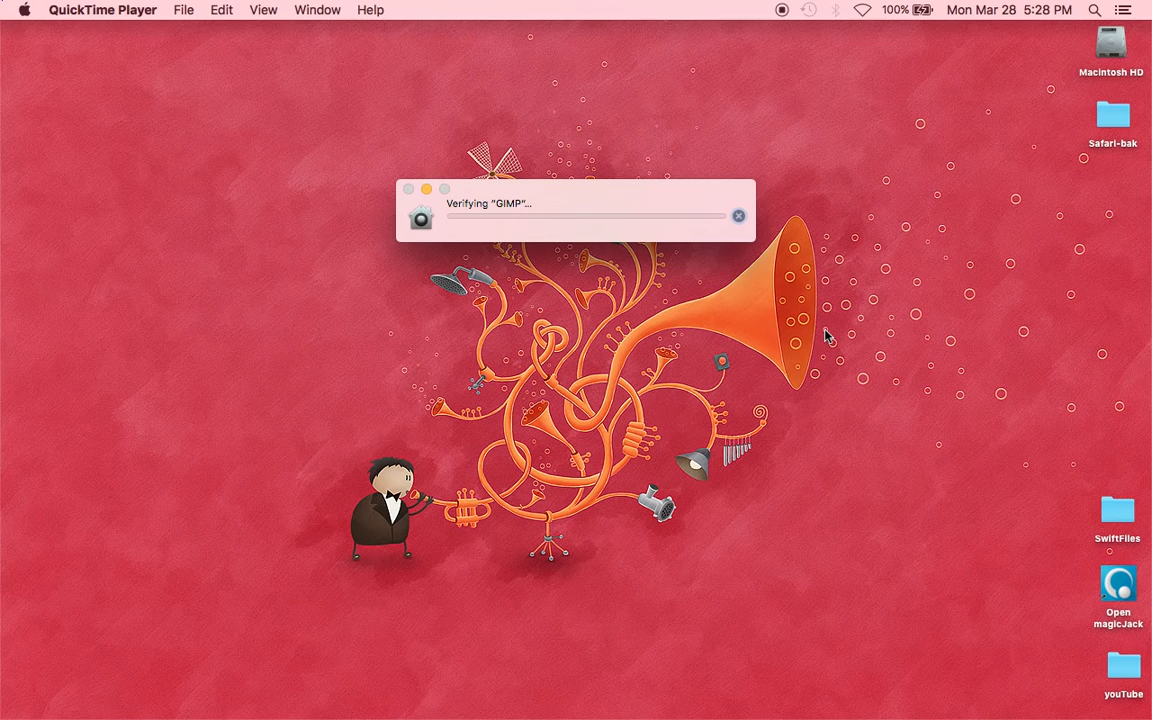 QuickTime Player File Edit View Window Help 100% Mon Mar 28 5:28 PM
Macintosh HD
Safari-bak
Verifying "GIMP"...
SwiftFiles
Open
magicJack
youTube